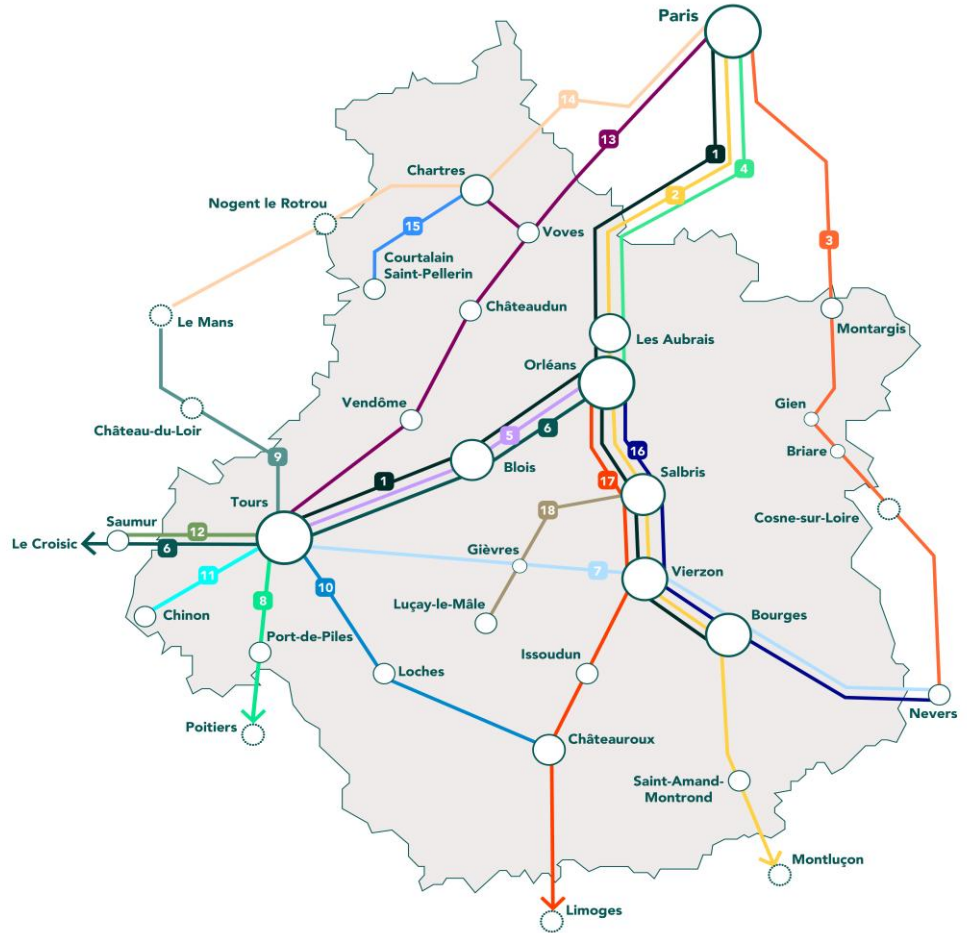 Paris
14
13
1
2
4
Chartres
Nogent le Rotrou
15
Voves
3
Courtalain
Saint-Pellerin
Châteaudun
Le Mans
Montargis
Les Aubrais
Orléans
Vendôme
Gien
Château-du-Loir
5
6
Briare
9
16
Blois
Salbris
1
17
Tours
18
Cosne-sur-Loire
Saumur
12
Le Croisic
6
Gièvres
7
Vierzon
11
10
8
Luçay-le-Mâle
Chinon
Bourges
Port-de-Piles
Issoudun
Loches
Nevers
Poitiers
Châteauroux
Saint-Amand-
Montrond
Montluçon
Limoges